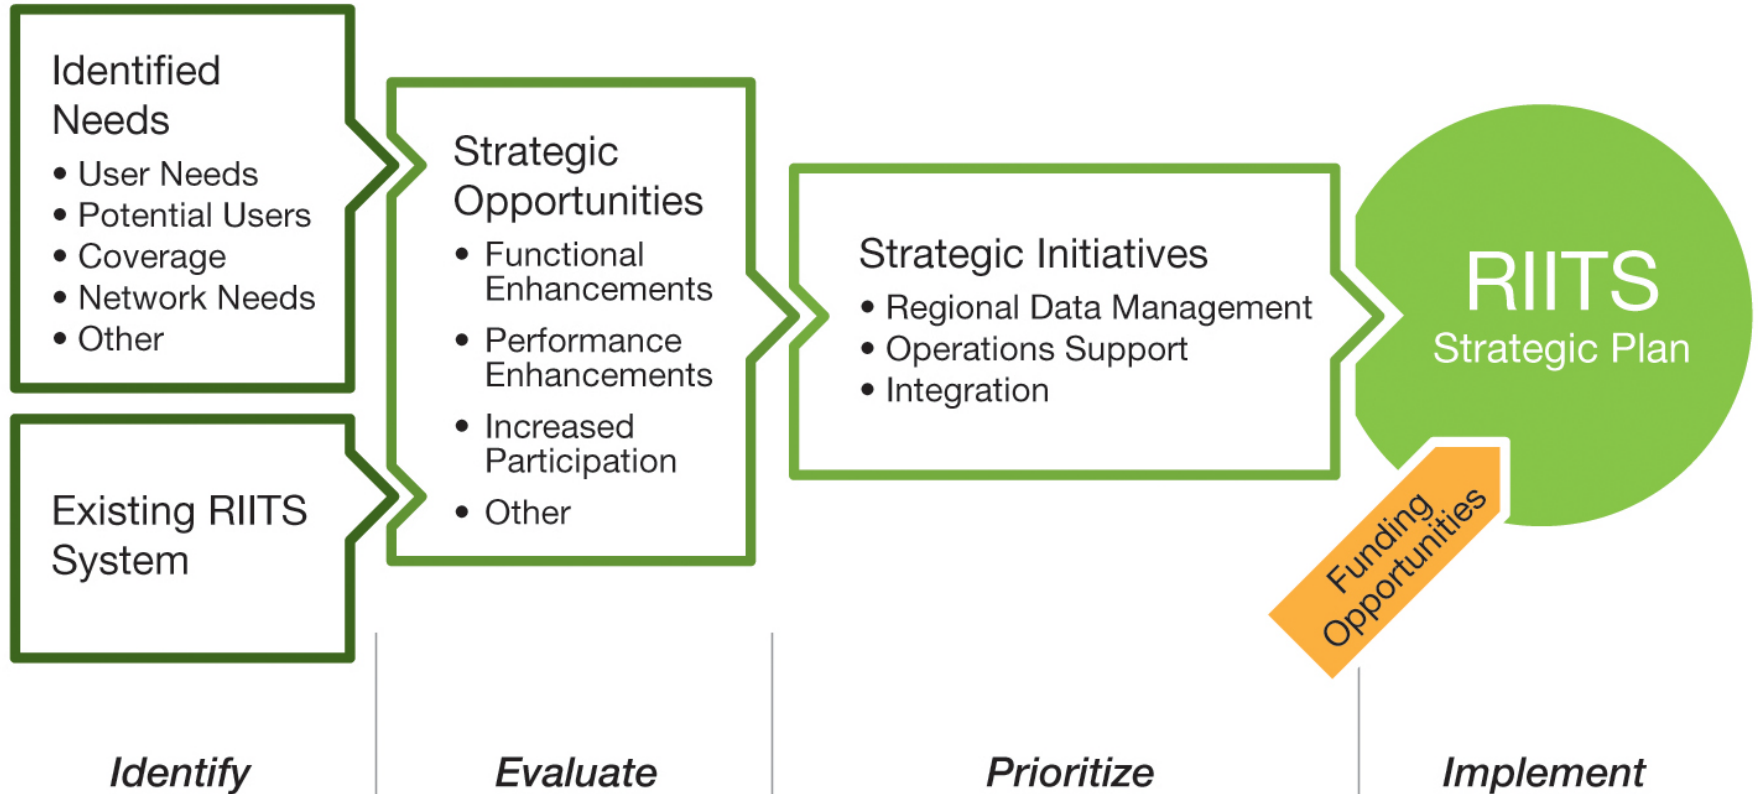 Identified
Needs
• User Needs
• Potential Users
• Coverage
• Network Needs
• Other
Existing RIITS
System
Strategic
Opportunities
• Functional
Enhancements
• Performance
Enhancements
• Increased
Participation
• Other
Strategic Initiatives
• Regional Data Management
• Operations Support
• Integration
RIITS
Strategic Plan
Funding
Opportunities
Identify
Evaluate
Prioritize
Implement